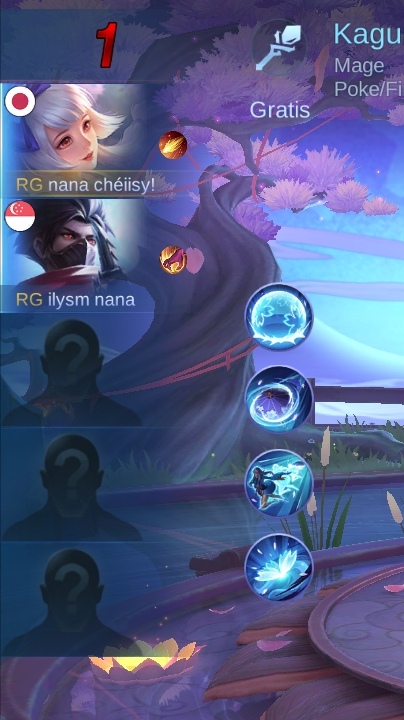 1
Kagu
Mage
Poke/Fi
Gratis
RG nana chéiisy!
RG ilysm nana